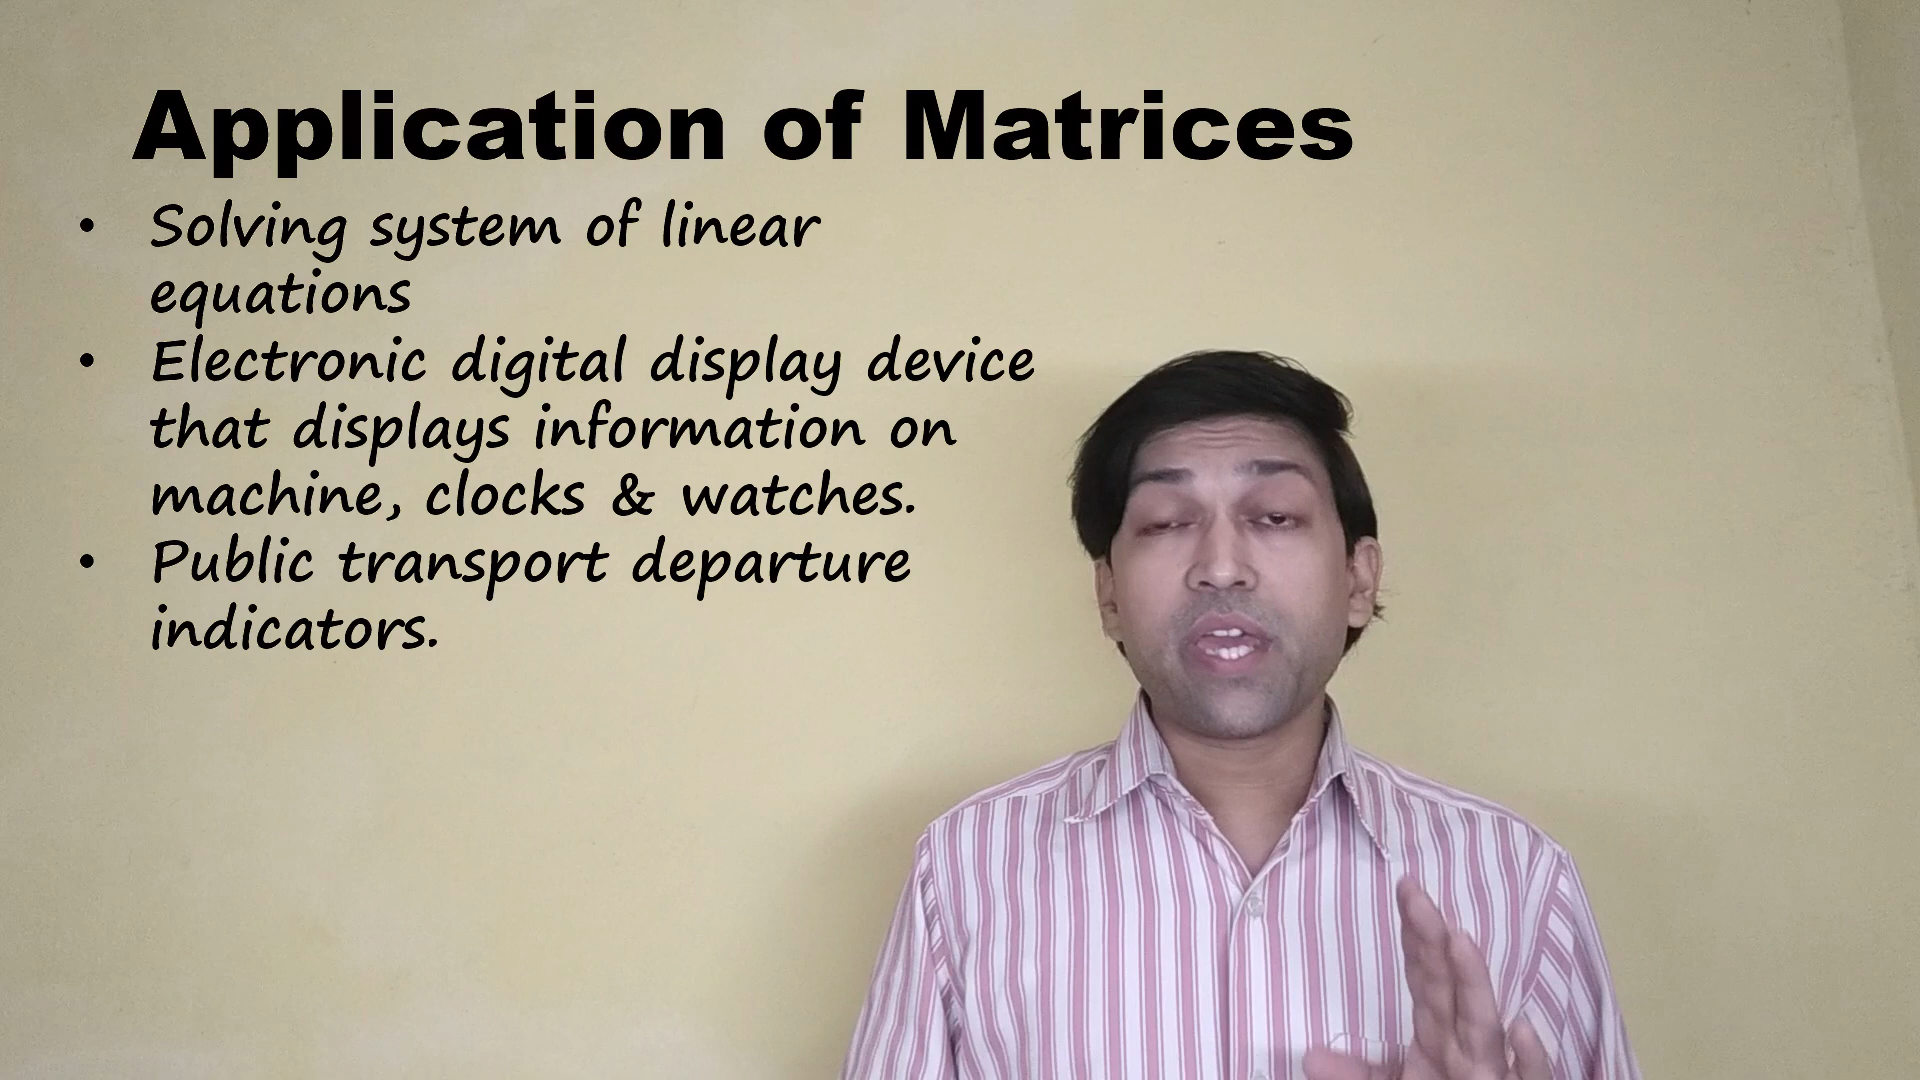 Application of Matrices
• Solving system of linear
equations
• Electronic digital display device
that displays information on
machine, clocks & watches.
• Public transport departure
indicators.